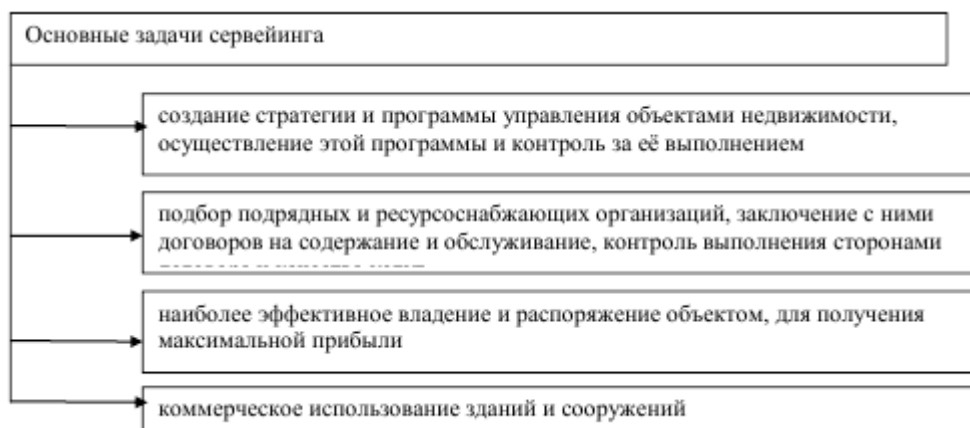 Основные задачи сервейинга
создание стратегии и программы управления объектами недвижимости,
осуществление этой программы и контроль за её выполнением
подбор подрядных и ресурсоснабжающих организаций, заключение с ними
договоров на содержание и обслуживание, контроль выполнения сторонами
наиболее эффективное владение и распоряжение объектом, для получения
максимальной прибыли
коммерческое использование зданий и сооружений